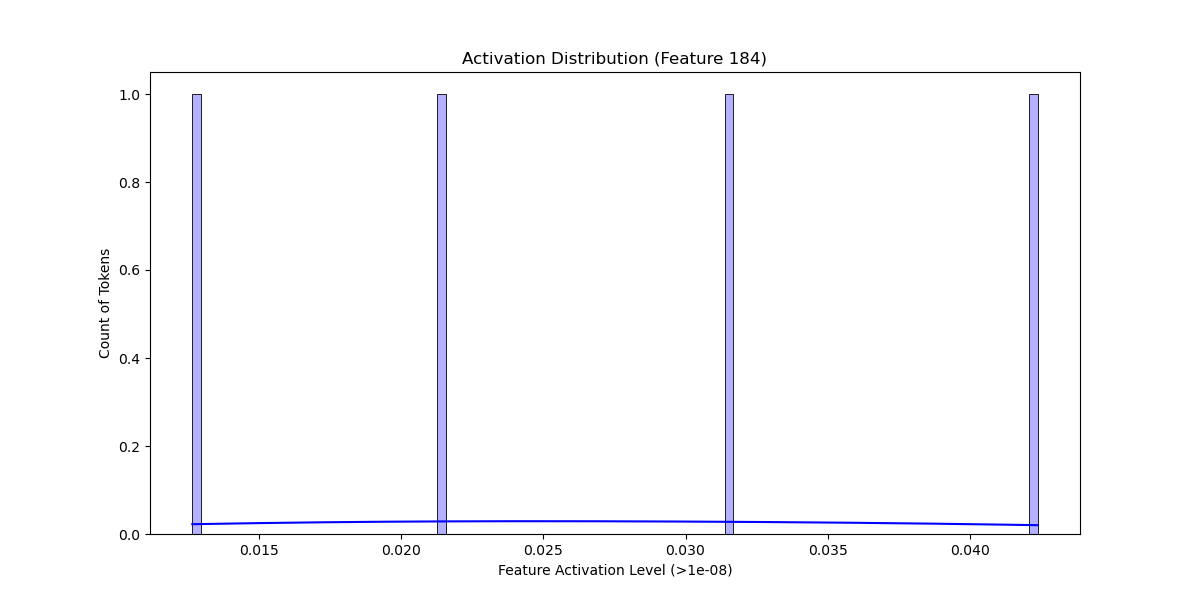 Activation Distribution (Feature 184)
1.0
0.8
0.6
0.4
0.2
0.0
Count of Tokens
0.015 0.020 0.025 0.030 0.035 0.040
Feature Activation Level (>1e-08)